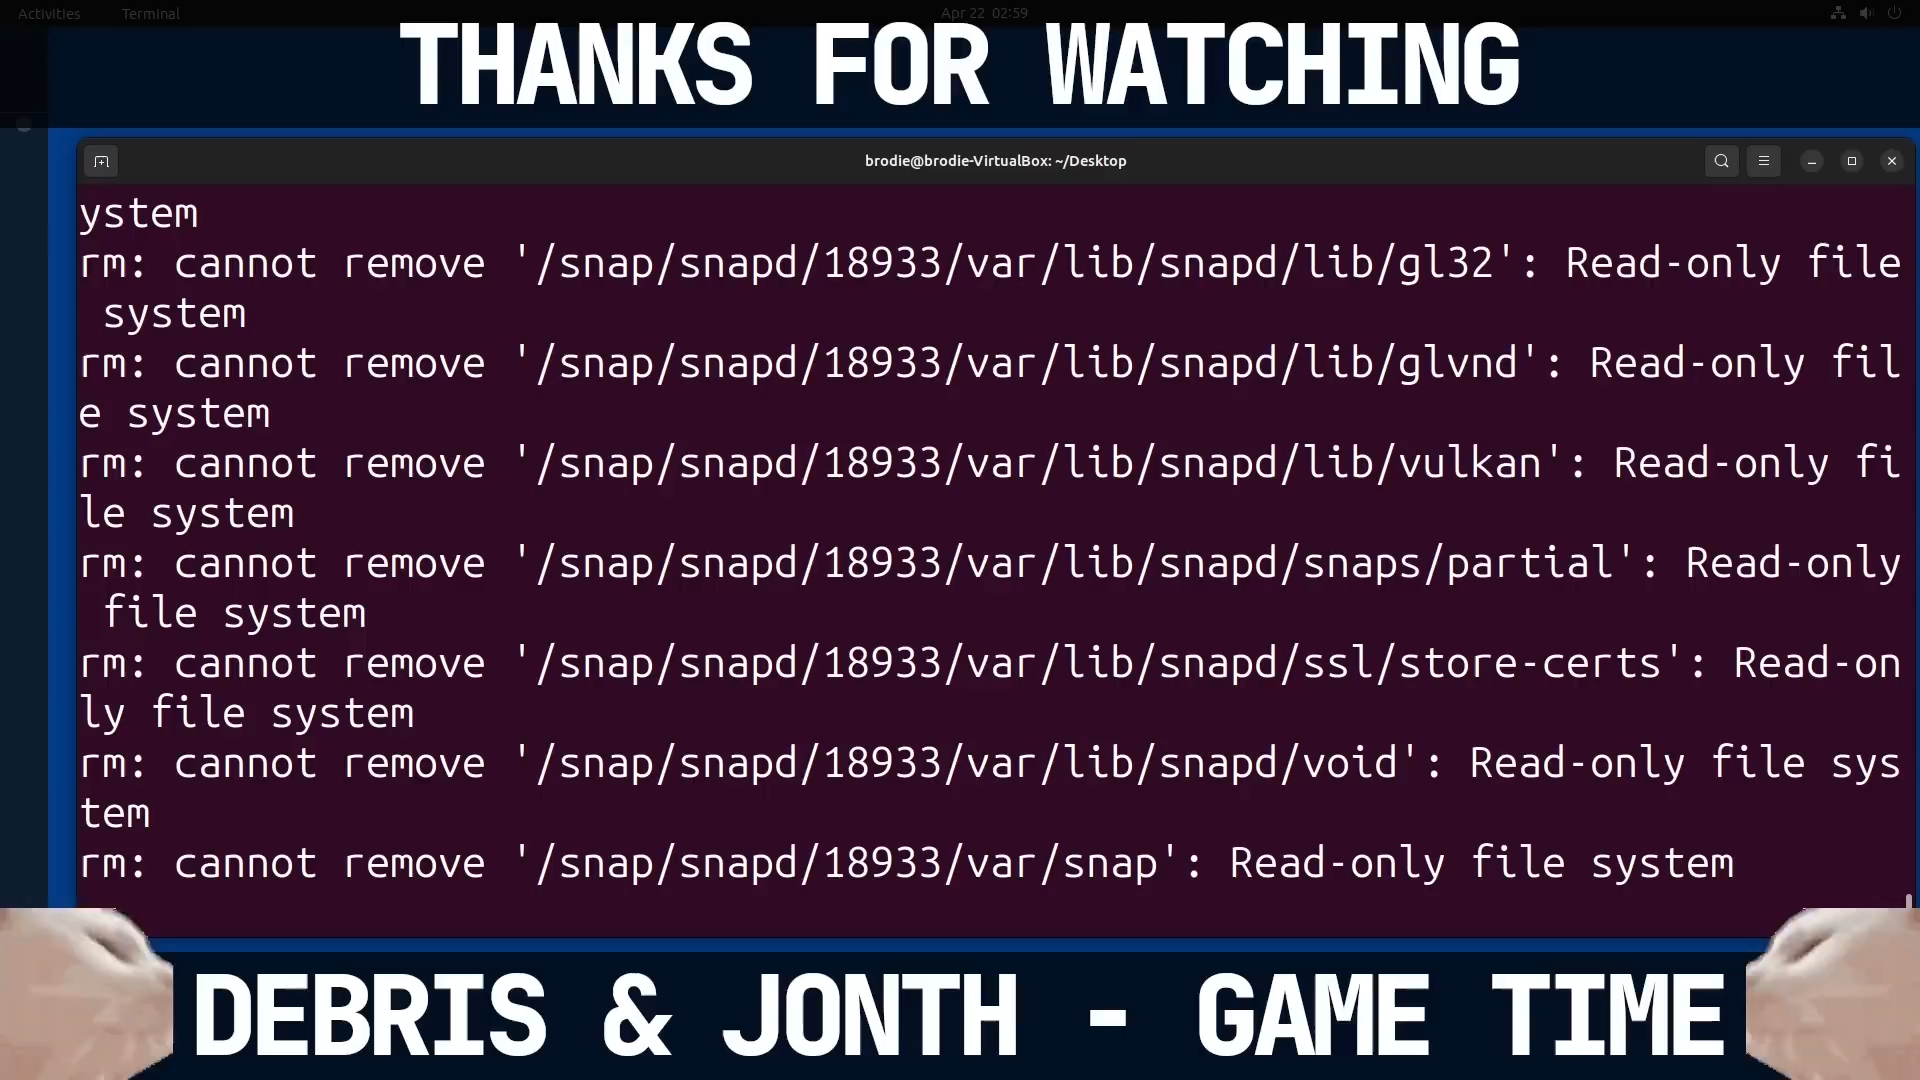 Activities Terminal Apr 22 02:59
THANKS FOR WATCHING
brodie@brodie-VirtualBox: ~/Desktop
ystem
rm: cannot remove '/snap/snapd/18933/var/lib/snapd/lib/gl32': Read-only file
 system
rm: cannot remove '/snap/snapd/18933/var/lib/snapd/lib/glvnd': Read-only fil
e system
rm: cannot remove '/snap/snapd/18933/var/lib/snapd/lib/vulkan': Read-only fi
le system
rm: cannot remove '/snap/snapd/18933/var/lib/snapd/snaps/partial': Read-only
 file system
rm: cannot remove '/snap/snapd/18933/var/lib/snapd/ssl/store-certs': Read-on
ly file system
rm: cannot remove '/snap/snapd/18933/var/lib/snapd/void': Read-only file sys
tem
rm: cannot remove '/snap/snapd/18933/var/snap': Read-only file system
DEBRIS & JONTH - GAME TIME